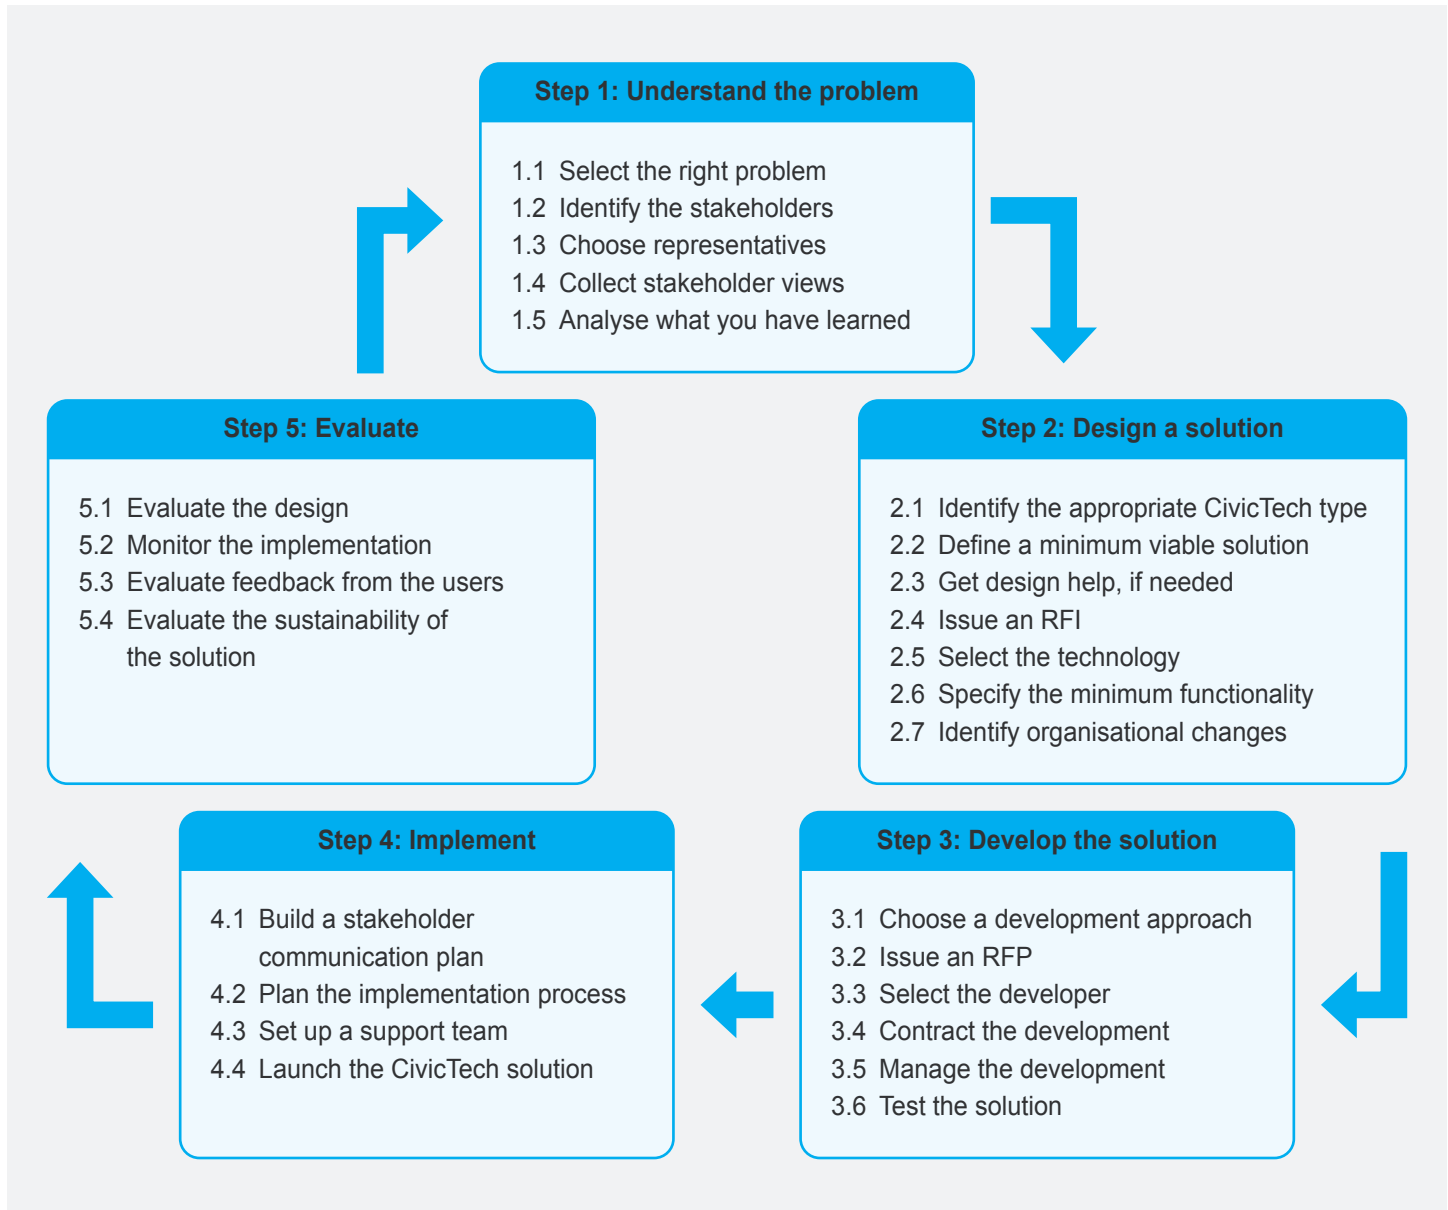 Step 1: Understand the problem
1.1 Select the right problem
1.2 Identify the stakeholders
1.3 Choose representatives
1.4 Collect stakeholder views
1.5 Analyse what you have learned
Step 2: Design a solution
2.1 Identify the appropriate CivicTech type
2.2 Define a minimum viable solution
2.3 Get design help, if needed
2.4 Issue an RFI
2.5 Select the technology
2.6 Specify the minimum functionality
2.7 Identify organisational changes
Step 3: Develop the solution
3.1 Choose a development approach
3.2 Issue an RFP
3.3 Select the developer
3.4 Contract the development
3.5 Manage the development
3.6 Test the solution
Step 4: Implement
4.1 Build a stakeholder
communication plan
4.2 Plan the implementation process
4.3 Set up a support team
4.4 Launch the CivicTech solution
Step 5: Evaluate
5.1 Evaluate the design
5.2 Monitor the implementation
5.3 Evaluate feedback from the users
5.4 Evaluate the sustainability of
the solution